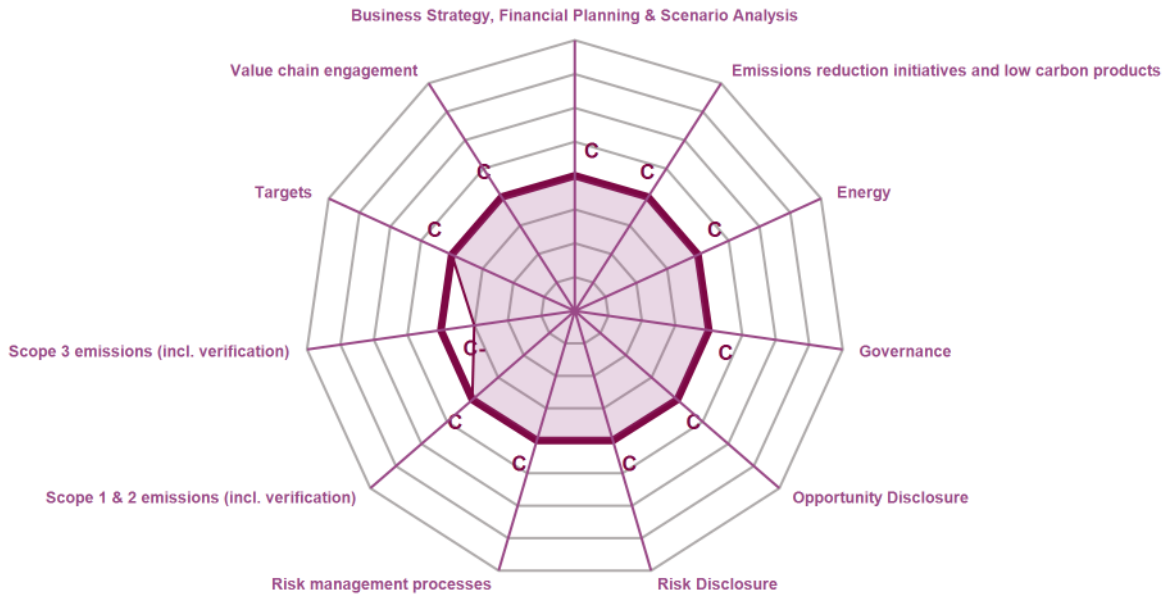 Business Strategy, Financial Planning & Scenario Analysis
Value chain engagement
Emissions reduction initiatives and low carbon products
C
C
C
Targets
Energy
C
C
Scope 3 emissions (incl. verification)
C-
C
Governance
C
C
C
C
Scope 1 & 2 emissions (incl. verification)
Opportunity Disclosure
Risk management processes
Risk Disclosure